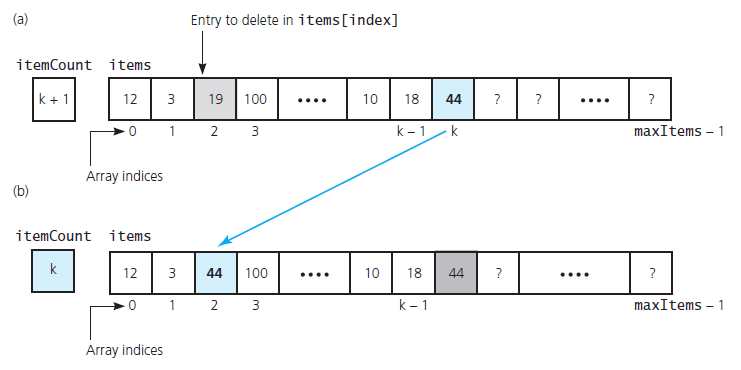 (a)
Entry to delete in items[index]
itemCount items
k + 1 12 3 19 100 •••• 10 18 44 ? ? •••• ?
0 1 2 3 k – 1 k maxItems – 1
Array indices
(b)
itemCount items
k 12 3 44 100 •••• 10 18 44 ? •••• ?
0 1 2 3 k – 1 maxItems – 1
Array indices